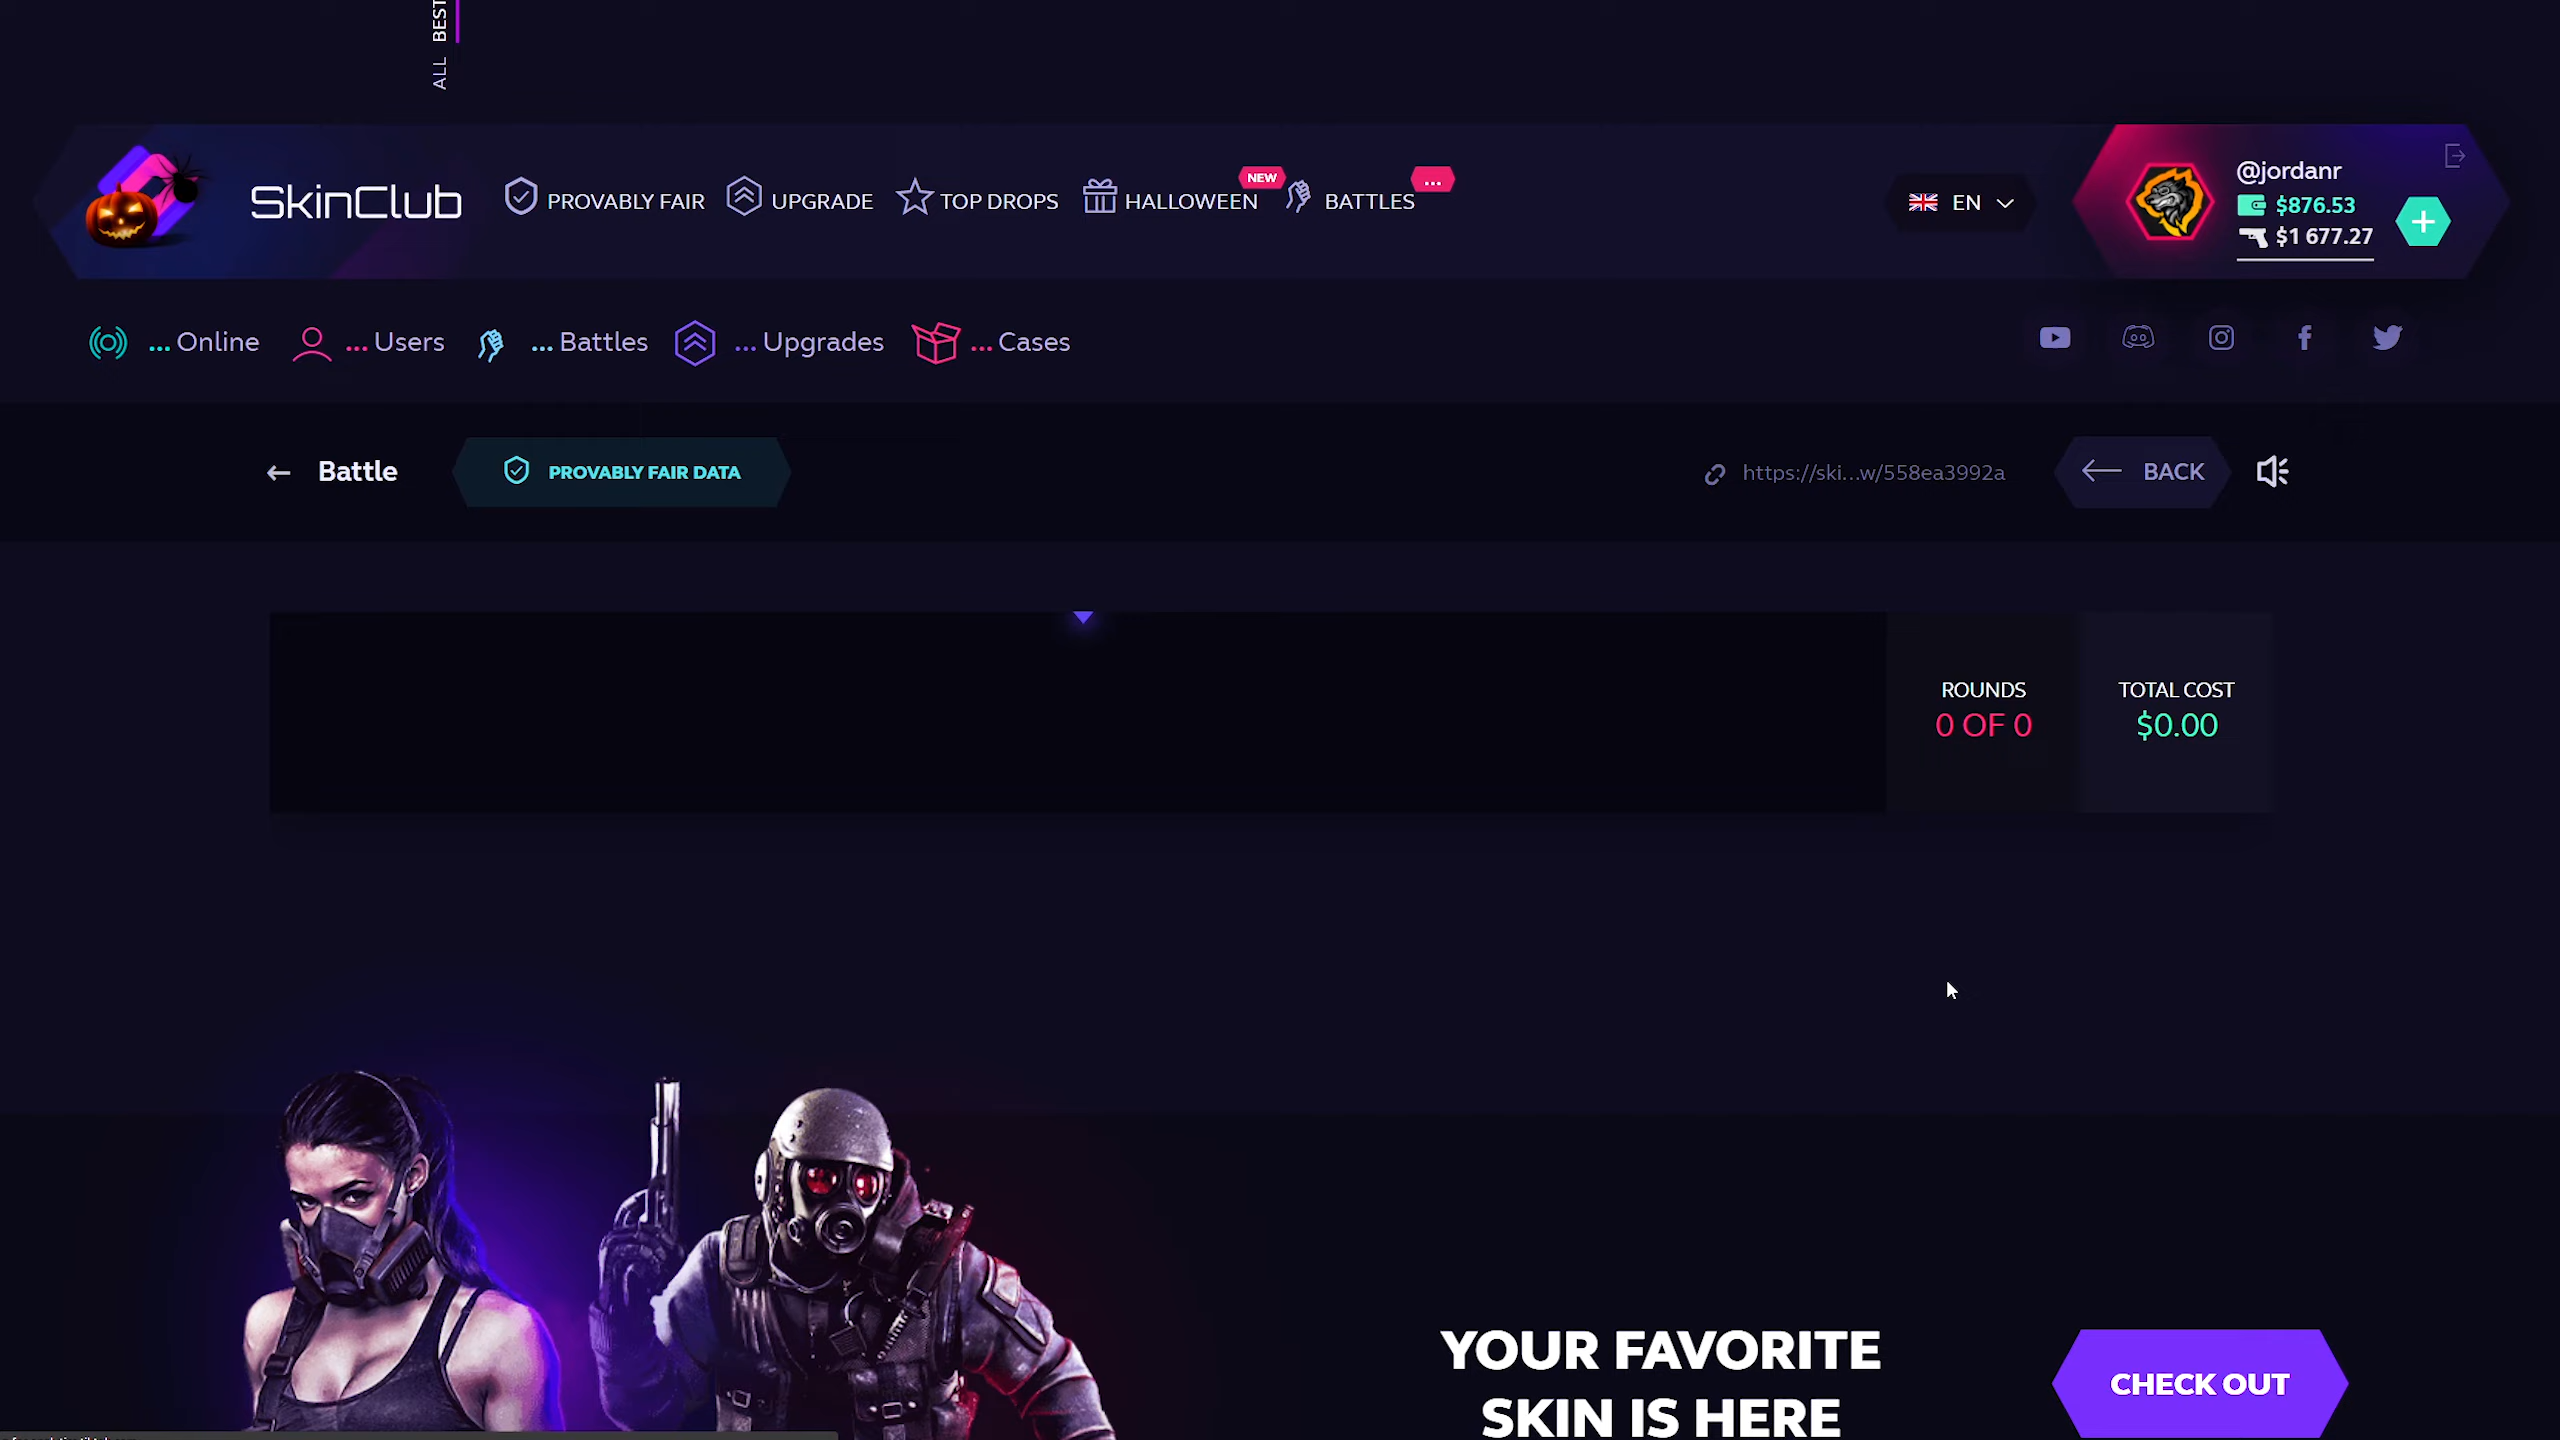 BEST
ALL
SkinClub
PROVABLY FAIR
UPGRADE
TOP DROPS
HALLOWEEN
NEW
BATTLES
...
EN
@jordanr
$876.53
$1 677.27
... Online
... Users
... Battles
... Upgrades
... Cases
← Battle
PROVABLY FAIR DATA
https://ski...w/558ea3992a
BACK
ROUNDS
0 OF 0
TOTAL COST
$0.00
YOUR FAVORITE
SKIN IS HERE
CHECK OUT